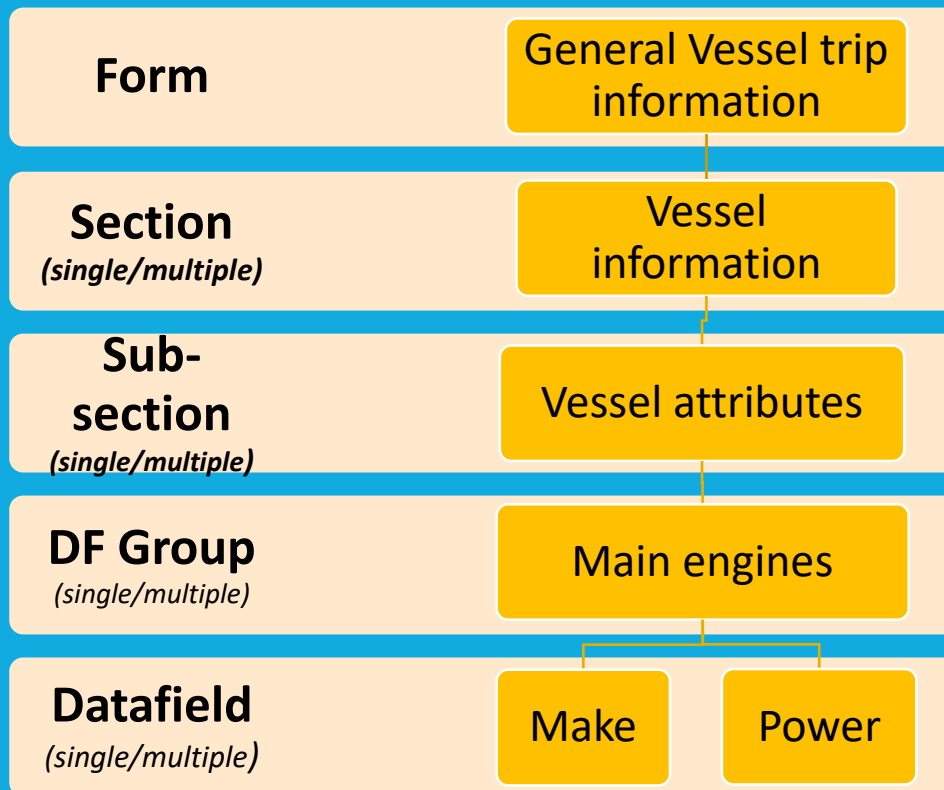 Form
General Vessel trip
information
Section
(single/multiple)
Vessel
information
Sub-
section
(single/multiple)
Vessel attributes
DF Group
(single/multiple)
Main engines
Datafield
(single/multiple)
Make
Power